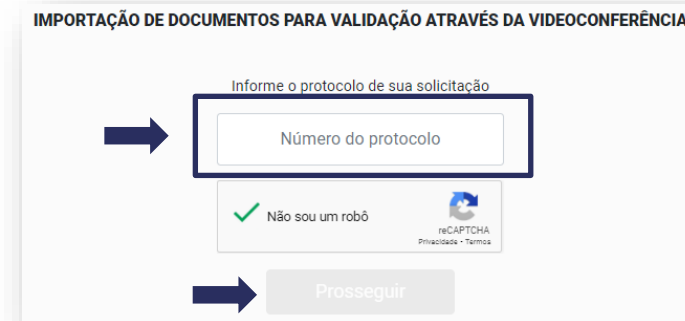 IMPORTAÇÃO DE DOCUMENTOS PARA VALIDAÇÃO ATRAVÉS DA VIDEOCONFERÊNCIA
Informe o protocolo de sua solicitação
Número do protocolo
Não sou um robô
reCAPTCHA
Privacidade - Termos
Prosseguir